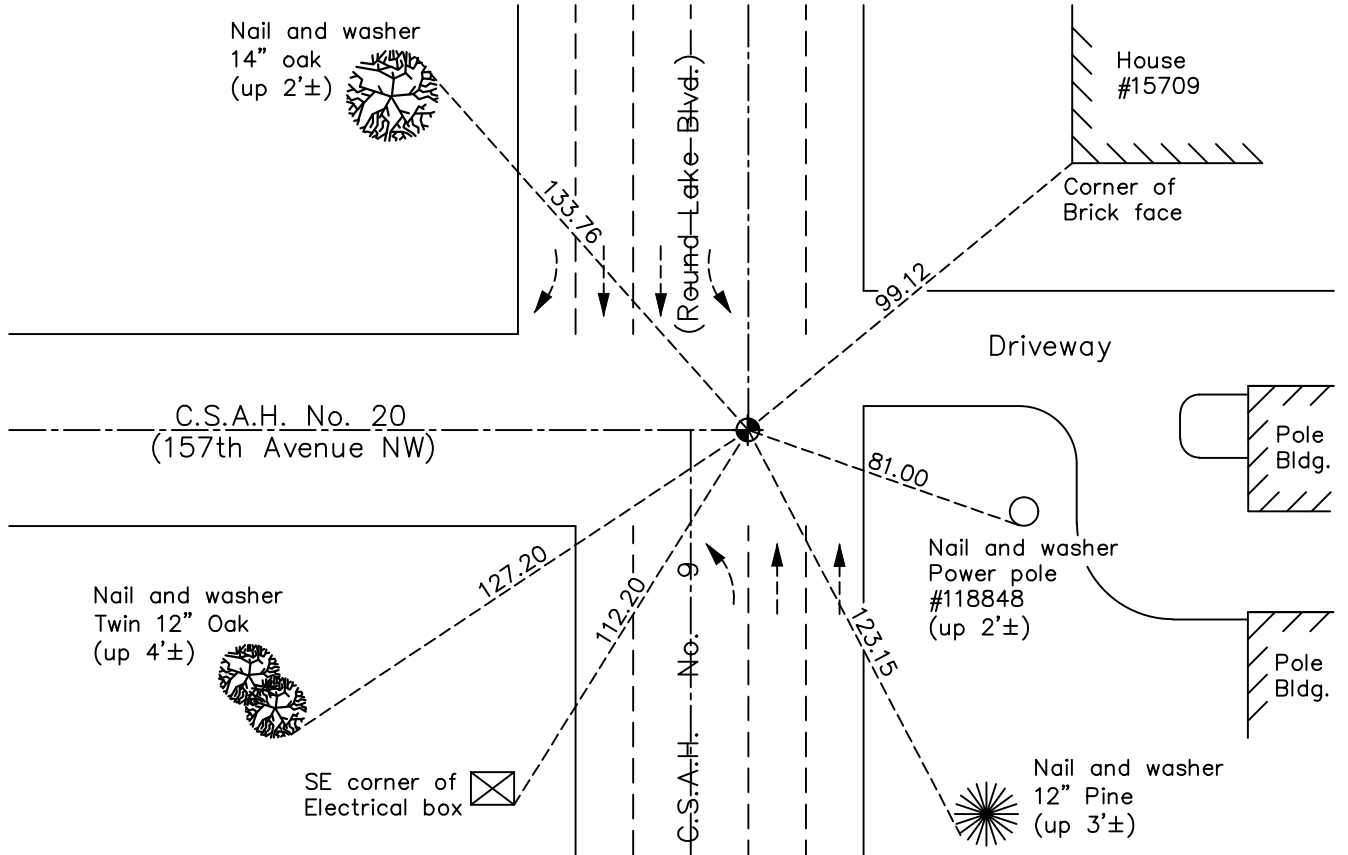 Nail and washer
14” oak
(up 2’±)
House
#15709
Corner of
Brick face
(Round Lake Blvd.)
133.76
99.12
Driveway
C.S.A.H. No. 20
(157th Avenue NW)
Pole
Bldg.
81.00
Nail and washer
Power pole
#118848
(up 2’±)
127.20
112.20
123.15
C.S.A.H. No. 9
Nail and washer
Twin 12” Oak
(up 4’±)
Pole
Bldg.
SE corner of
Electrical box
Nail and washer
12” Pine
(up 3’±)